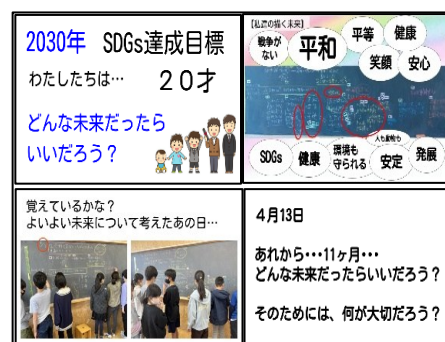 2030年 SDGs達成目標
わたしたちは… 20才
どんな未来だったら
いいだろう?
【私達の描く未来】
戦争が
ない
平和
平等
健康
笑顔
安心
SDGs
健康
環境も
守られる
人も動物も
安定
発展
覚えているかな?
よいよい未来について考えたあの日…
4月13日
あれから・・・11ヶ月・・・
どんな未来だったらいいだろう?
そのためには、何が大切だろう?